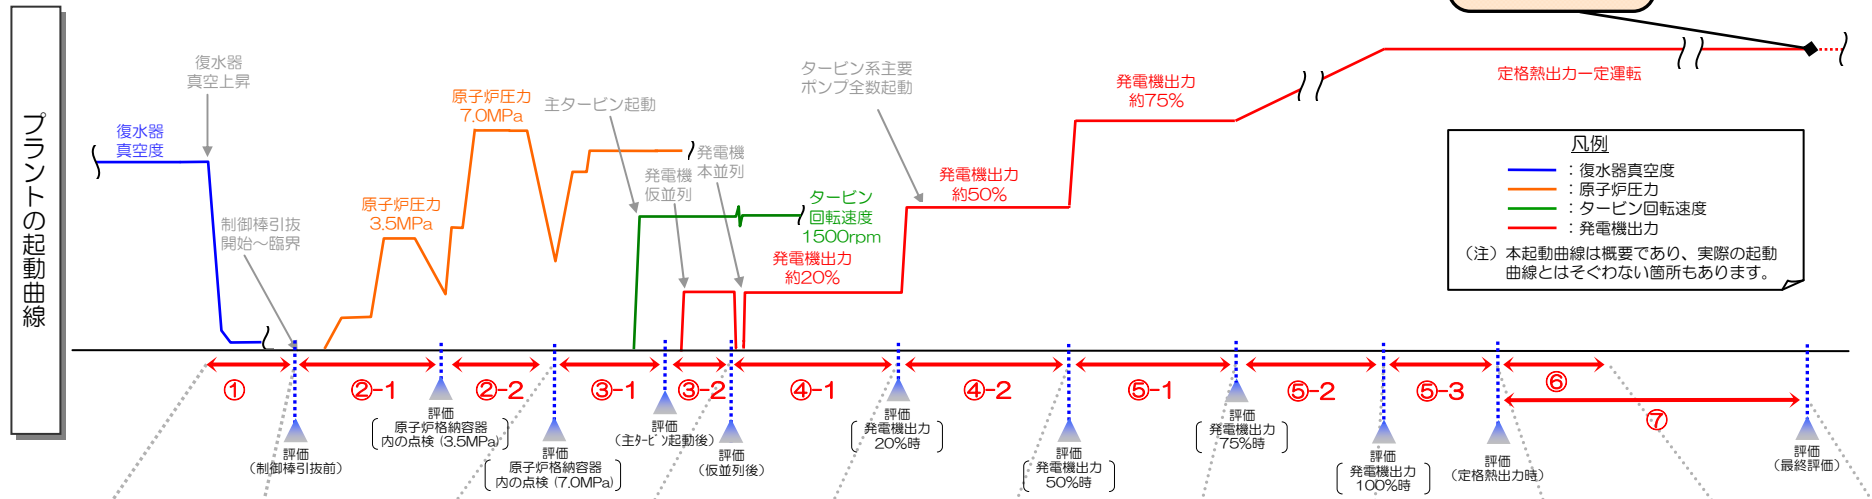 プラントの起動曲線
復水器
真空度
復水器
真空上昇
制御棒引抜
開始～臨界
原子炉圧力
3.5MPa
原子炉圧力
7.0MPa
主タービン起動
発電機
仮並列
発電機
本並列
タービン
回転速度
1500rpm
発電機出力
約20%
タービン系主要
ポンプ全数起動
発電機出力
約50%
発電機出力
約75%
定格熱出力一定運転
凡例
：復水器真空度
：原子炉圧力
：タービン回転速度
：発電機出力
（注）本起動曲線は概要であり、実際の起動
曲線とはそぐわない箇所もあります。
①
②-1
②-2
③-1
③-2
④-1
④-2
⑤-1
⑤-2
⑤-3
⑥
⑦
評価
（制御棒引抜前）
評価
原子炉格納容器
内の点検（3.5MPa）
評価
原子炉格納容器
内の点検（7.0MPa）
評価
（主ﾀｰﾋﾞﾝ起動後）
評価
（仮並列後）
評価
発電機出力
20%時
評価
発電機出力
50%時
評価
発電機出力
75%時
評価
発電機出力
100%時
評価
（定格熱出力時）
評価
（最終評価）